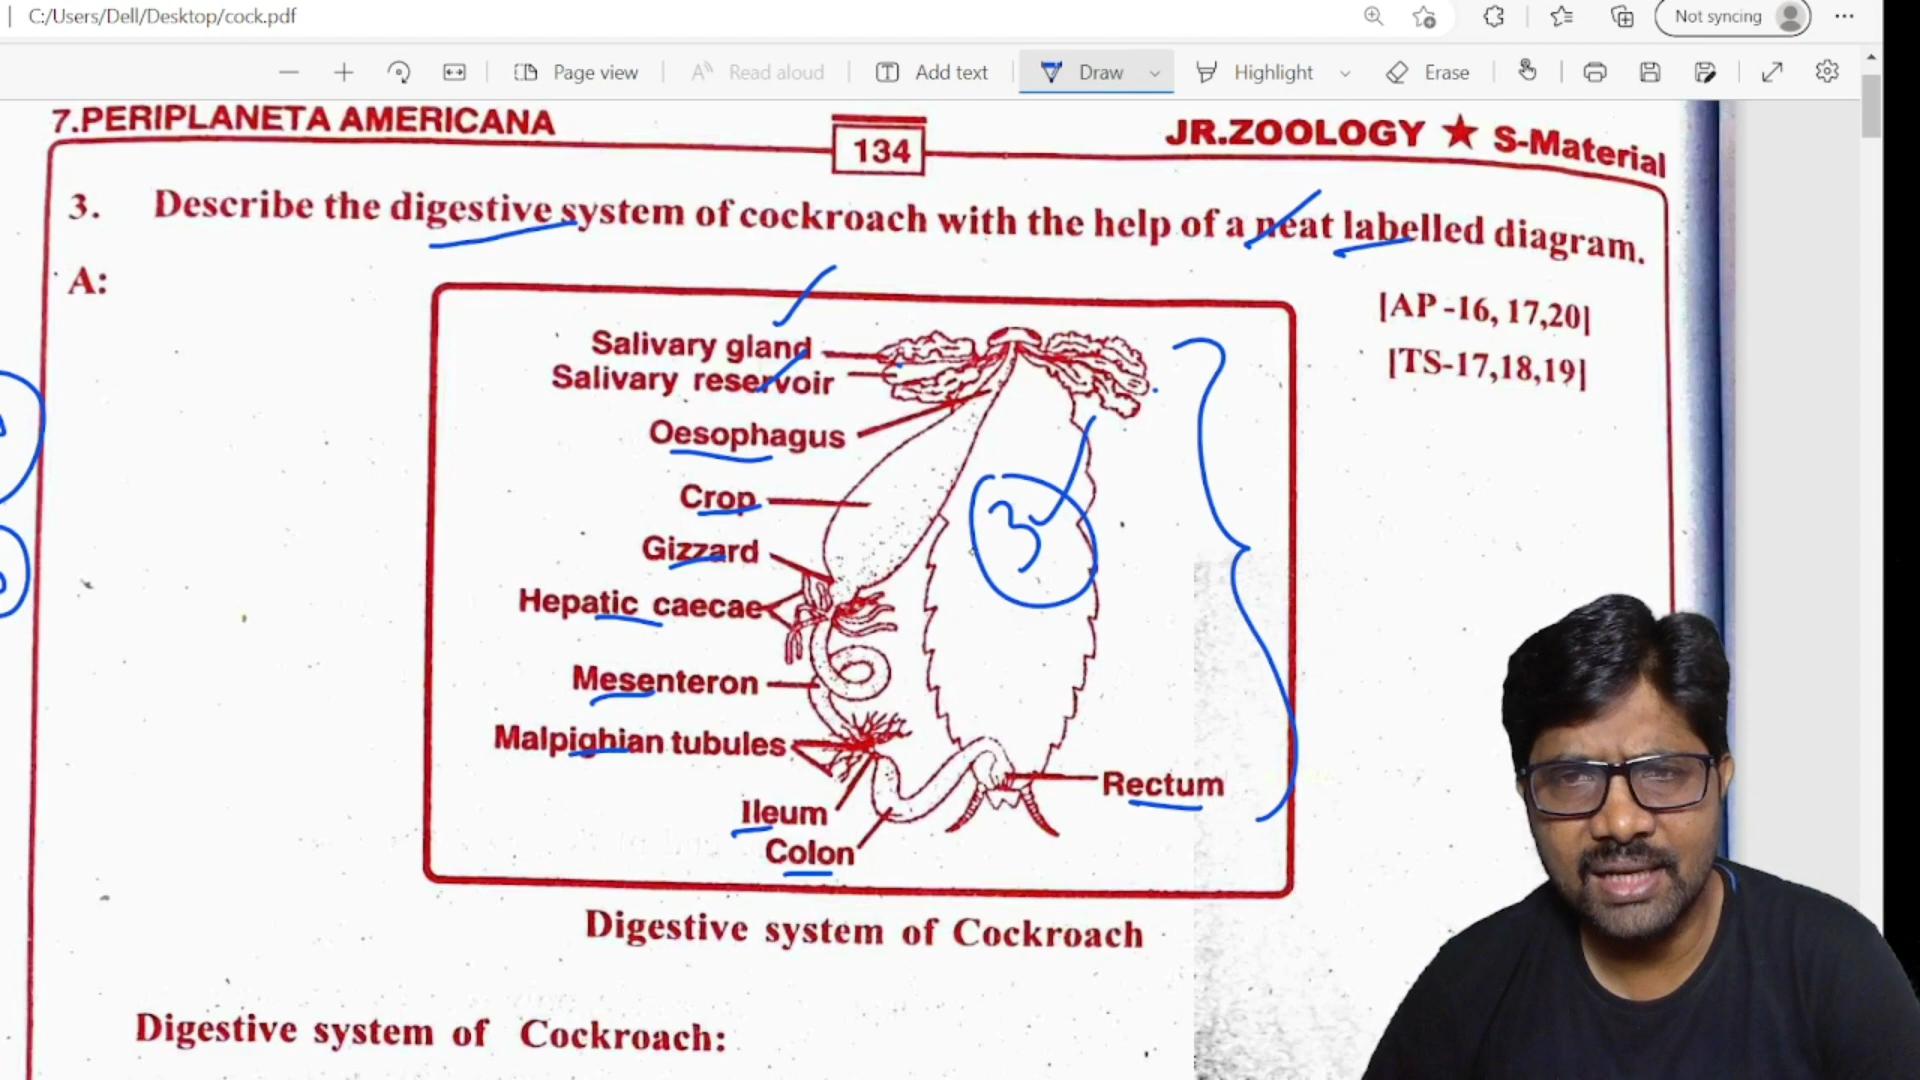 C:/Users/Dell/Desktop/cock.pdf
Not syncing
Page view
Read aloud
Add text
Draw
Highlight
Erase
7.PERIPLANETA AMERICANA
134
JR.ZOOLOGY ★ S-Material
3. Describe the digestive system of cockroach with the help of a neat labelled diagram.
A:
[AP -16, 17,20]
[TS-17,18,19]
Salivary gland
Salivary reservoir
Oesophagus
Crop
3
Gizzard
Hepatic caecae
Mesenteron
Malpighian tubules
Rectum
Ileum
Colon
Digestive system of Cockroach
Digestive system of Cockroach: